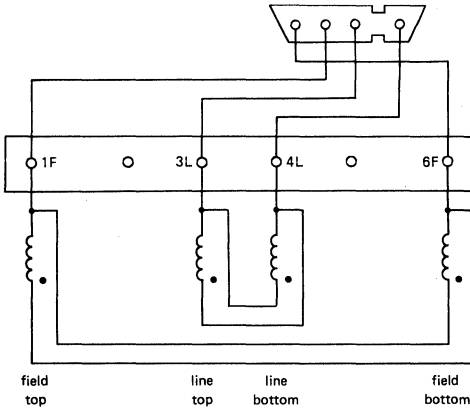 1F
3L
4L
6F
field
top
line
top
line
bottom
field
bottom